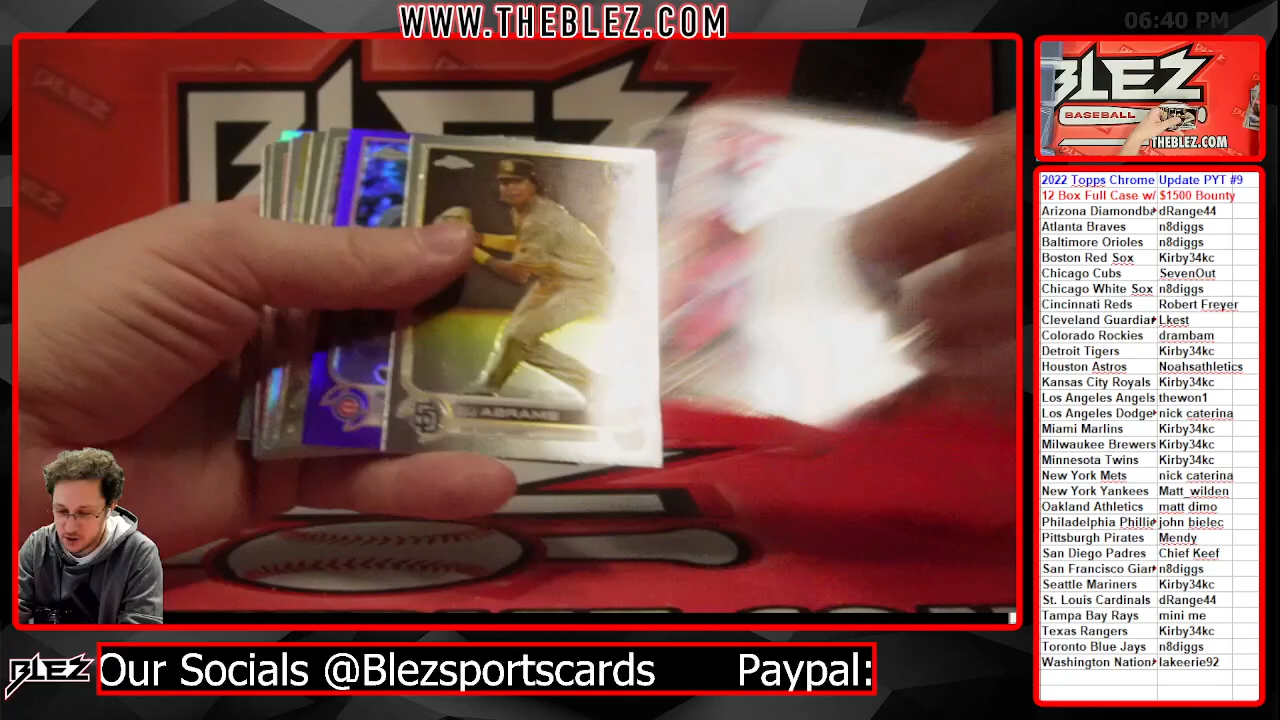 WWW.THEBLEZ.COM
06:40 PM
BLEZ
ABRAMS
BLEZ
BASEBALL
THEBLEZ.COM
2022 Topps Chrome Update PYT #9
12 Box Full Case w/ $1500 Bounty
Arizona Diamondba dRange44
Atlanta Braves n8diggs
Baltimore Orioles n8diggs
Boston Red Sox Kirby34kc
Chicago Cubs SevenOut
Chicago White Sox n8diggs
Cincinnati Reds Robert Freyer
Cleveland Guardia Lkest
Colorado Rockies drambam
Detroit Tigers Kirby34kc
Houston Astros Noahsathletics
Kansas City Royals Kirby34kc
Los Angeles Angels thewon1
Los Angeles Dodge nick caterina
Miami Marlins Kirby34kc
Milwaukee Brewers Kirby34kc
Minnesota Twins Kirby34kc
New York Mets nick caterina
New York Yankees Matt_wilden
Oakland Athletics matt dimo
Philadelphia Phillie john bielec
Pittsburgh Pirates Mendy
San Diego Padres Chief Keef
San Francisco Gian n8diggs
Seattle Mariners Kirby34kc
St. Louis Cardinals dRange44
Tampa Bay Rays mini me
Texas Rangers Kirby34kc
Toronto Blue Jays n8diggs
Washington Nation lakeerie92
BLEZ
Our Socials @Blezsportscards Paypal: